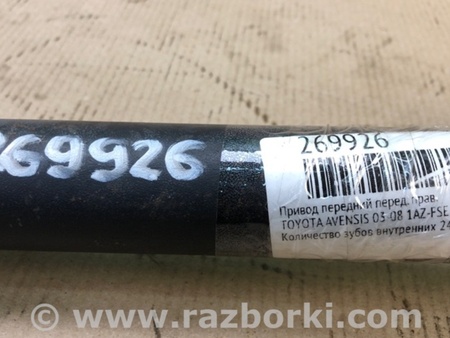 269926
269926
Привод передний перед. прав.
TOYOTA AVENSIS 03-08 1AZ-FSE
Количество зубов внутренних 24
www.razborki.com